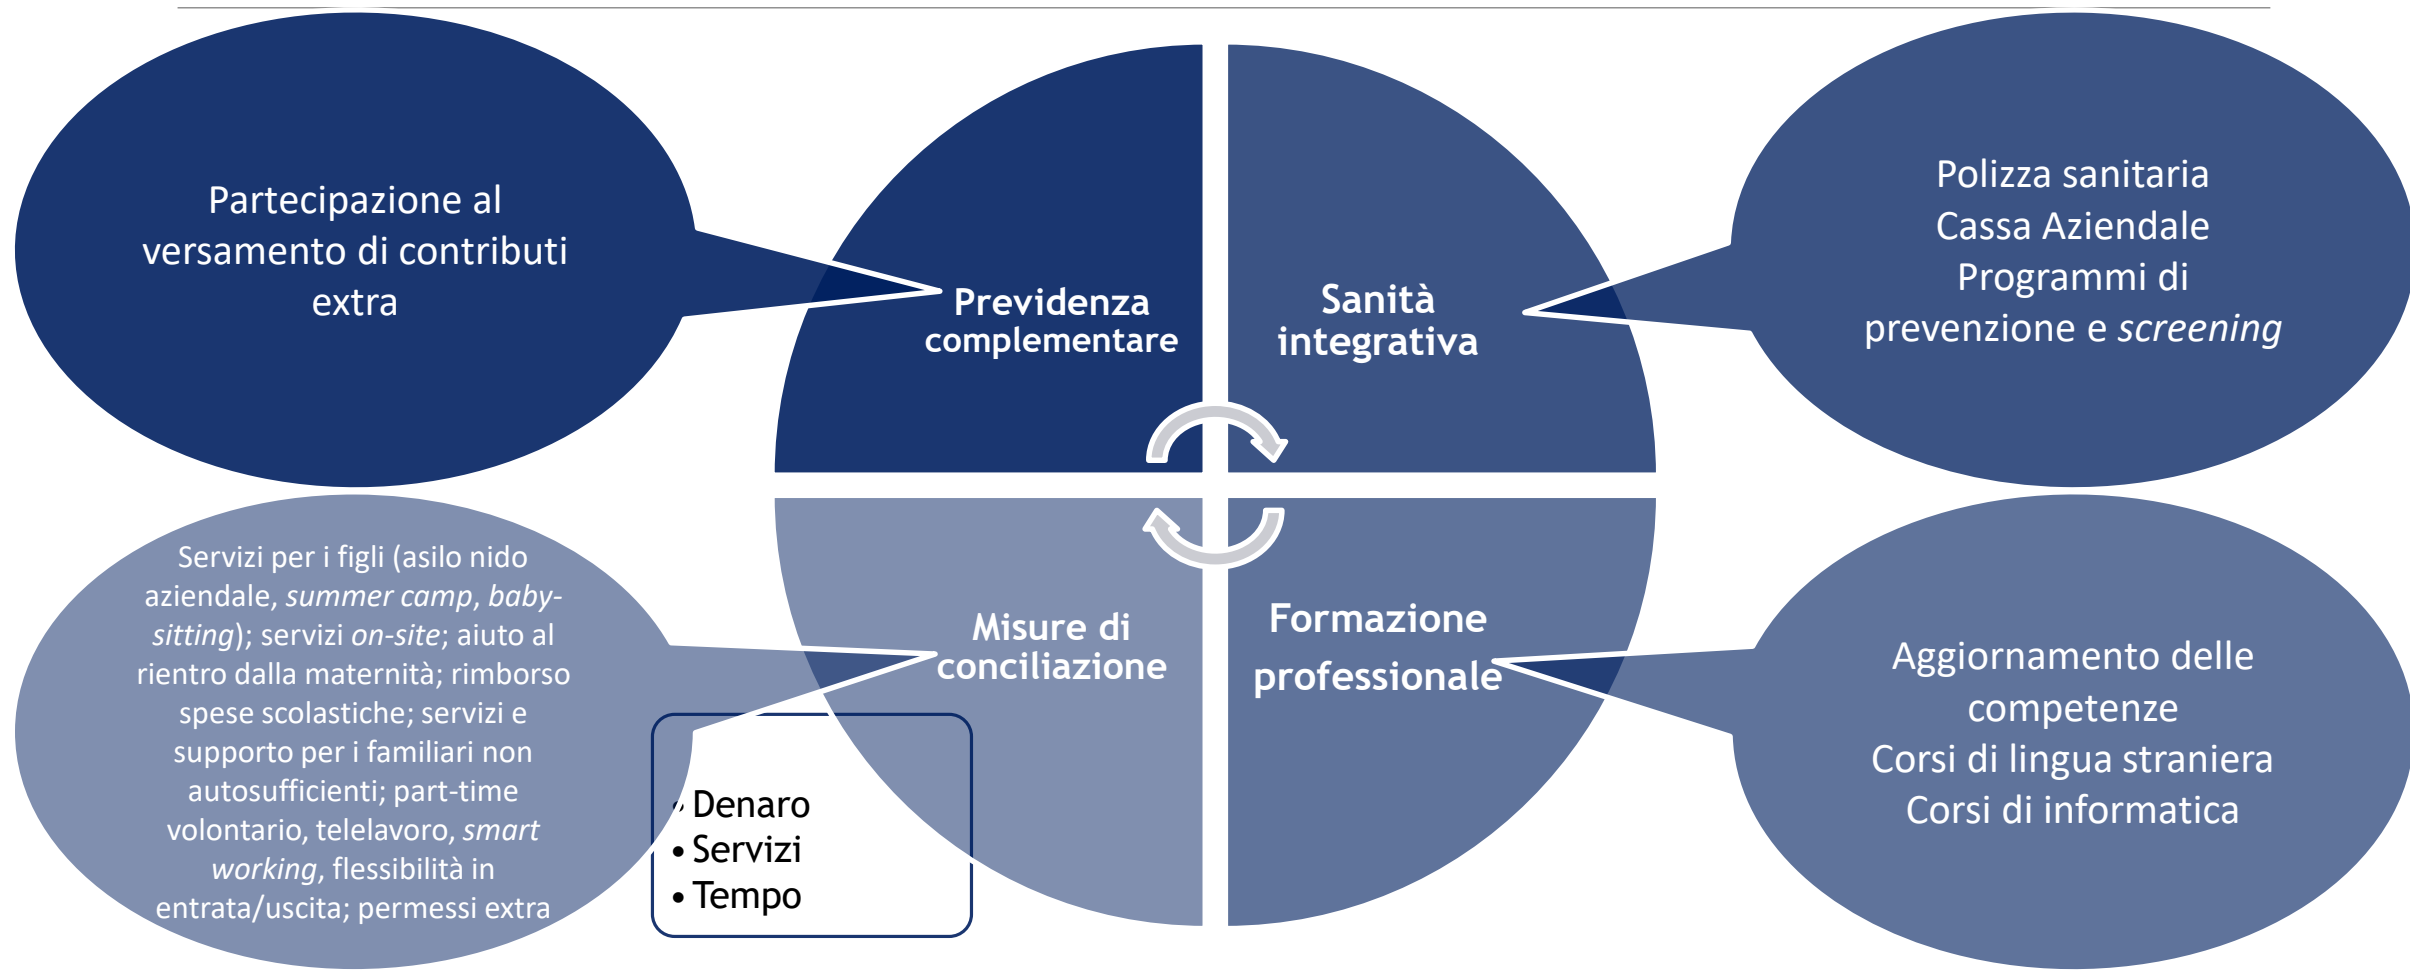 Partecipazione al
versamento di contributi
extra
Previdenza
complementare
Sanità
integrativa
Polizza sanitaria
Cassa Aziendale
Programmi di
prevenzione e screening
Servizi per i figli (asilo nido
aziendale, summer camp, baby-
sitting); servizi on-site; aiuto al
rientro dalla maternità; rimborso
spese scolastiche; servizi e
supporto per i familiari non
autosufficienti; part-time
volontario, telelavoro, smart
working, flessibilità in
entrata/uscita; permessi extra
Misure di
conciliazione
• Denaro
• Servizi
• Tempo
Formazione
professionale
Aggiornamento delle
competenze
Corsi di lingua straniera
Corsi di informatica